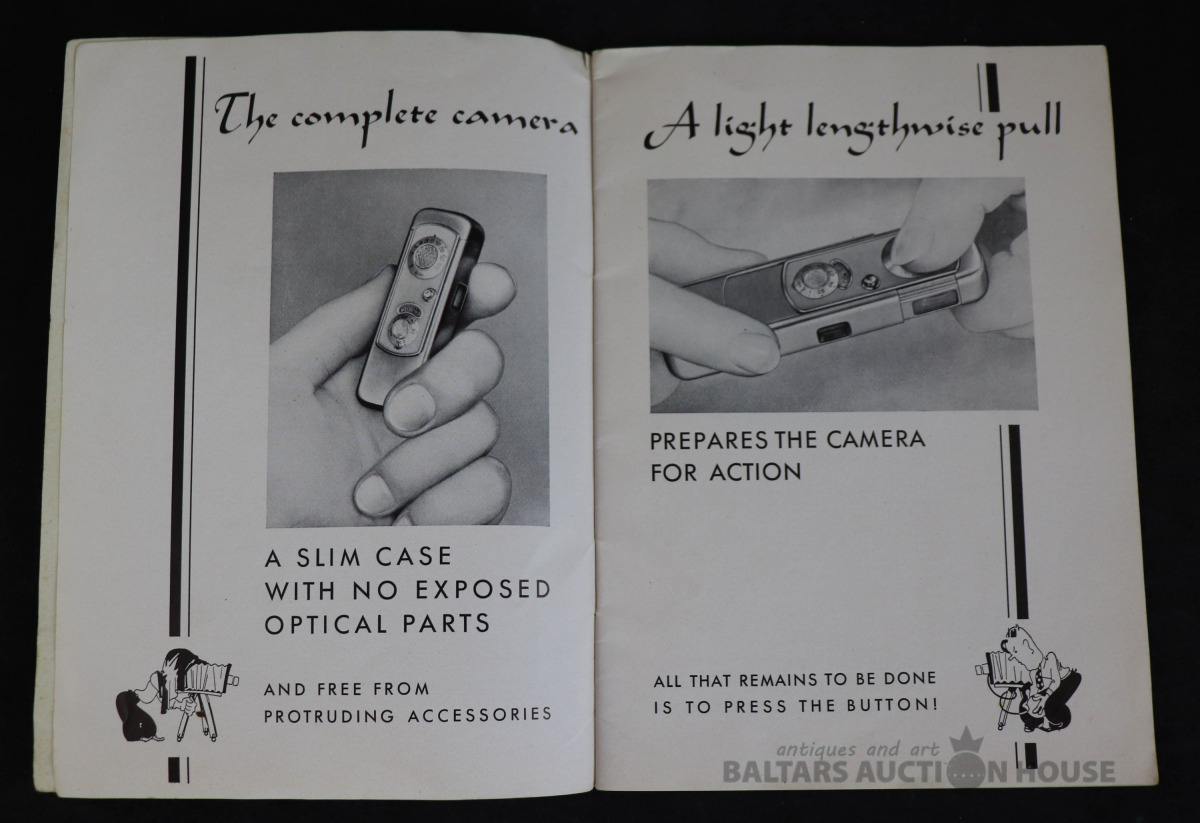 The complete camera
A SLIM CASE
WITH NO EXPOSED
OPTICAL PARTS
AND FREE FROM
PROTRUDING ACCESSORIES
A light lengthwise pull
PREPARES THE CAMERA
FOR ACTION
ALL THAT REMAINS TO BE DONE
IS TO PRESS THE BUTTON!
antiques and art
BALTARS AUCTION HOUSE